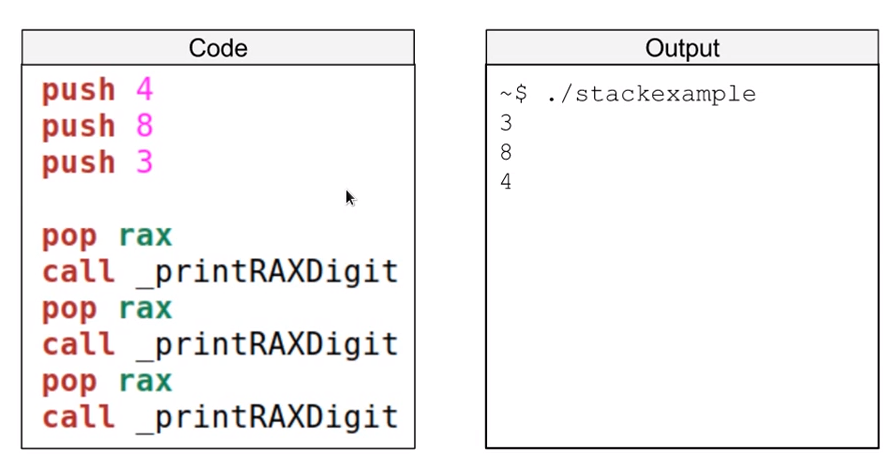 Code
push 4
push 8
push 3
pop rax
call _printRAXDigit
pop rax
call _printRAXDigit
pop rax
call _printRAXDigit
Output
~$ ./stackexample
3
8
4